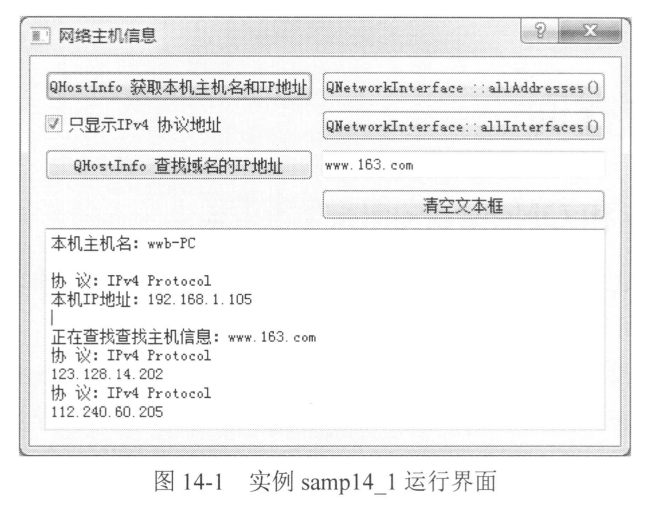 网络主机信息
QHostInfo 获取本机主机名和IP地址
QNetworkInterface ::allAddresses()
只显示IPv4 协议地址
QNetworkInterface::allInterfaces()
QHostInfo 查找域名的IP地址
www.163.com
清空文本框
本机主机名: wwb-PC
协 议: IPv4 Protocol
本机IP地址: 192.168.1.105
正在查找查找主机信息: www.163.com
协 议: IPv4 Protocol
123.128.14.202
协 议: IPv4 Protocol
112.240.60.205
图 14-1 实例 samp14_1 运行界面